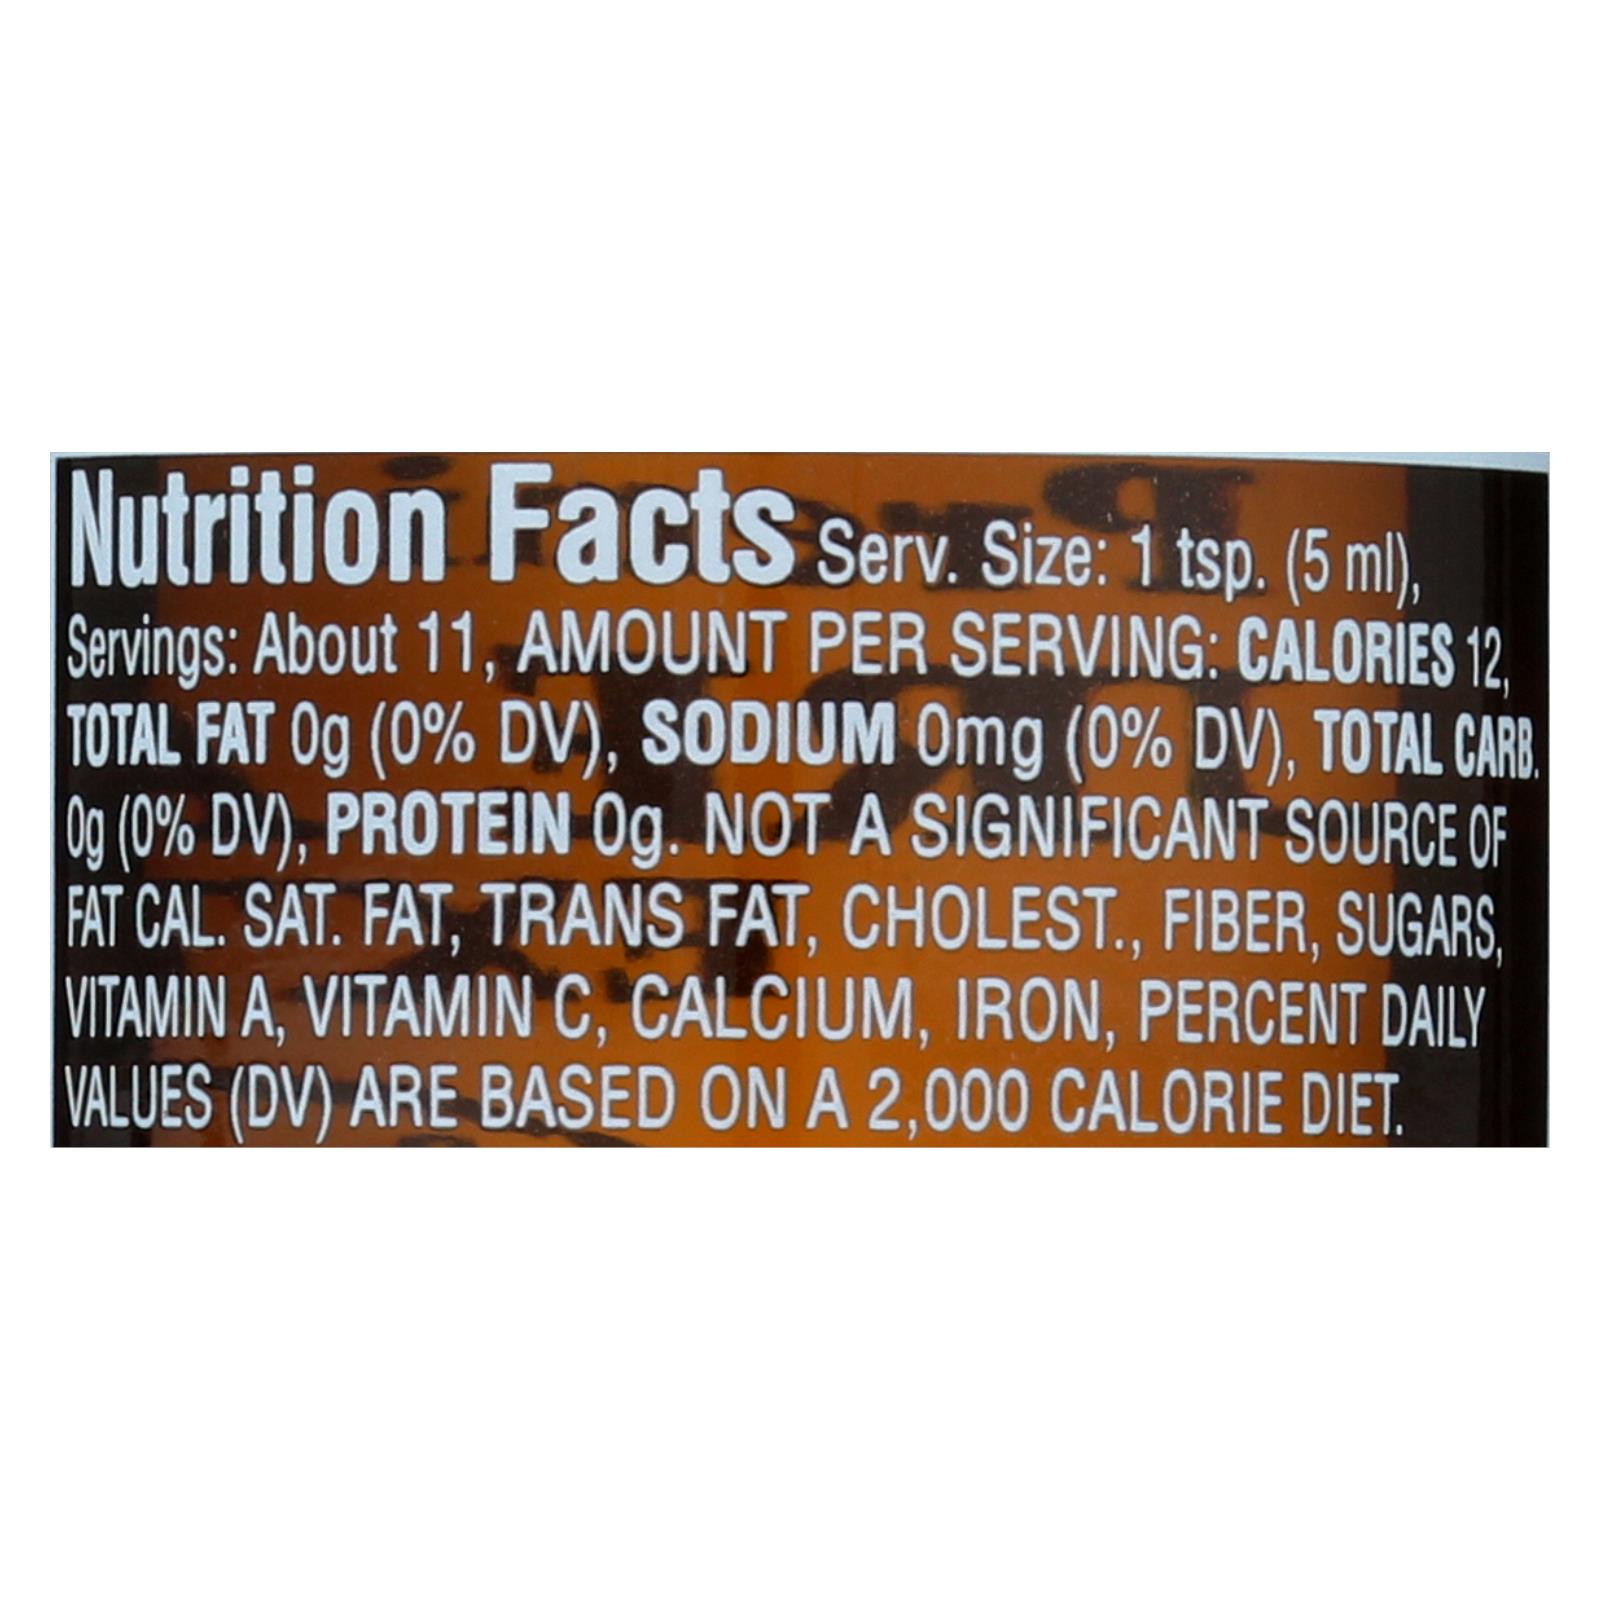 Nutrition Facts Serv. Size: 1 tsp. (5 ml),
Servings: About 11, AMOUNT PER SERVING: CALORIES 12,
TOTAL FAT 0g (0% DV), SODIUM 0mg (0% DV), TOTAL CARB.
0g (0% DV), PROTEIN 0g. NOT A SIGNIFICANT SOURCE OF
FAT CAL. SAT. FAT, TRANS FAT, CHOLEST., FIBER, SUGARS,
VITAMIN A, VITAMIN C, CALCIUM, IRON, PERCENT DAILY
VALUES (DV) ARE BASED ON A 2,000 CALORIE DIET.